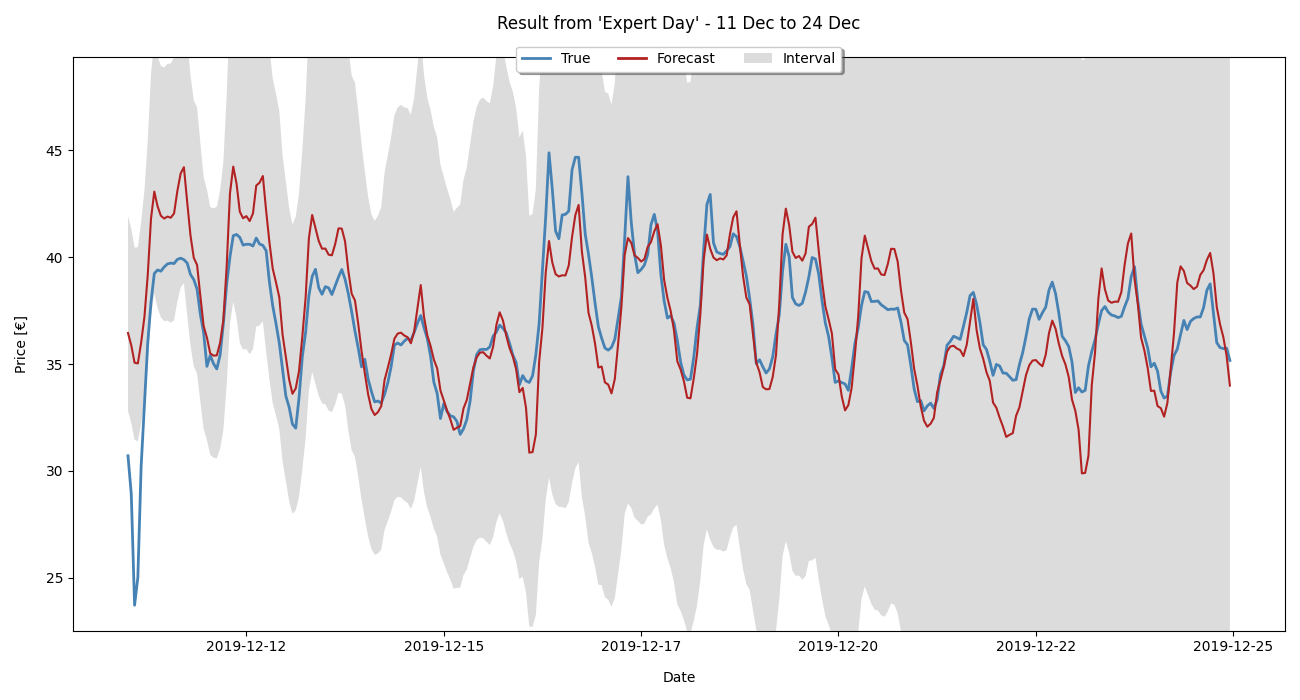 Result from 'Expert Day' - 11 Dec to 24 Dec
True Forecast Interval
45
40
35
30
25
Price [€]
2019-12-12 2019-12-15 2019-12-17 2019-12-20 2019-12-22 2019-12-25
Date